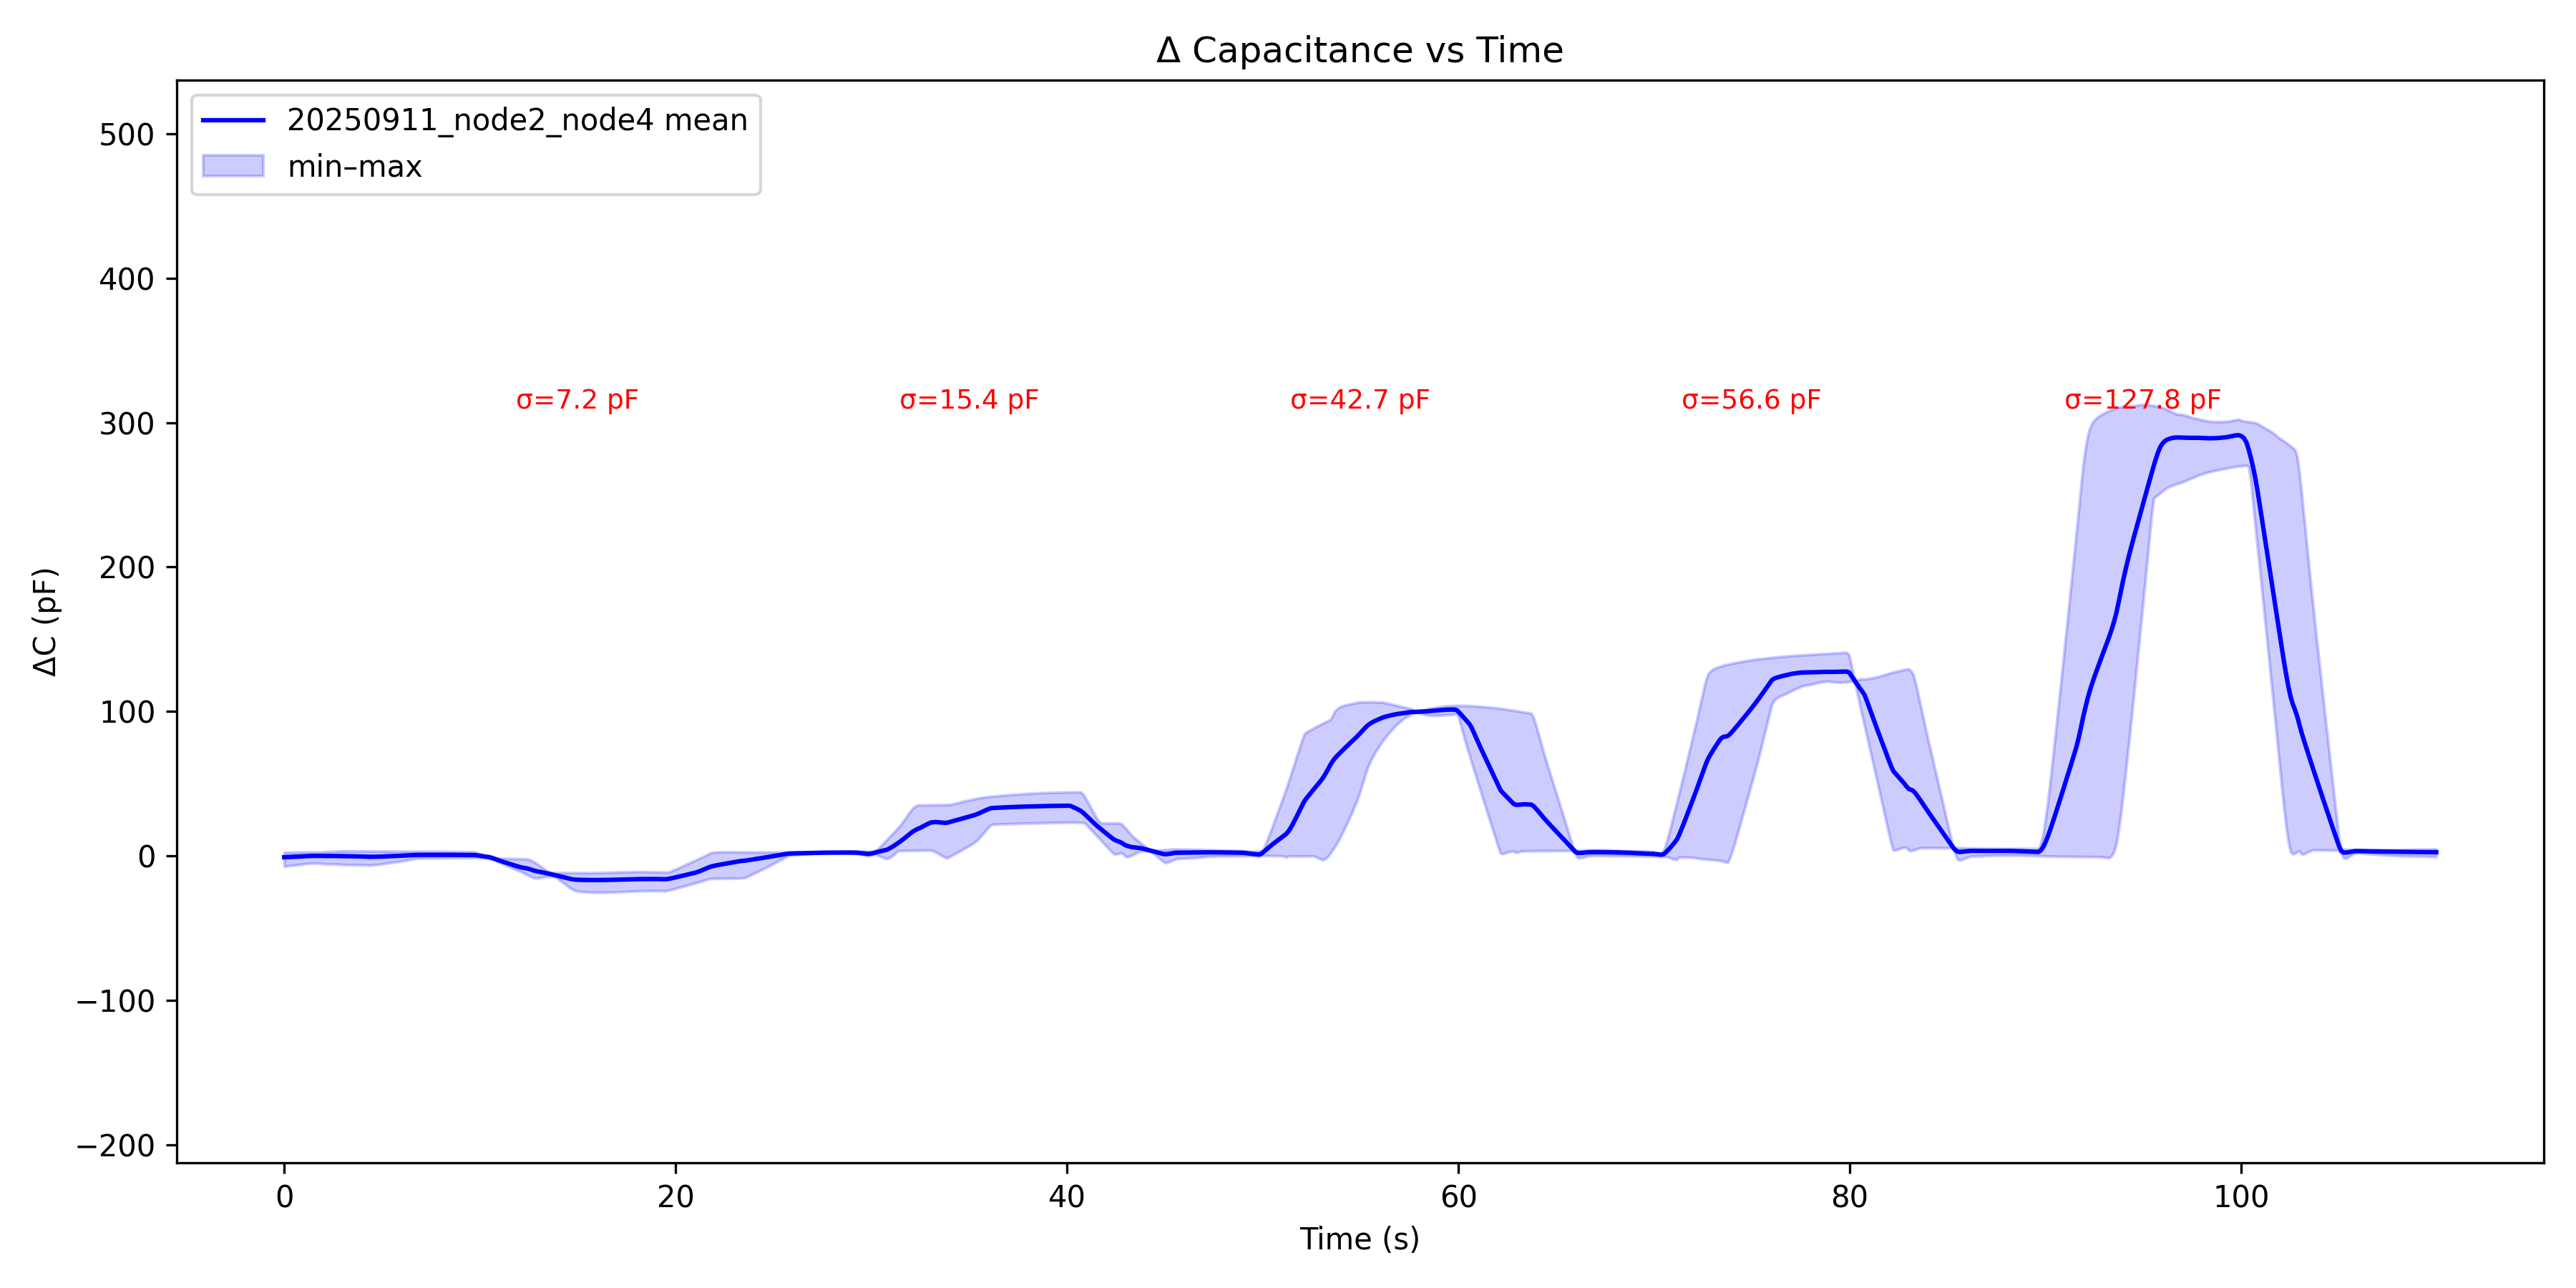 Δ Capacitance vs Time
20250911_node2_node4 mean
min–max
500
400
300
200
100
0
−100
−200
ΔC (pF)
σ=7.2 pF
σ=15.4 pF
σ=42.7 pF
σ=56.6 pF
σ=127.8 pF
0 20 40 60 80 100
Time (s)